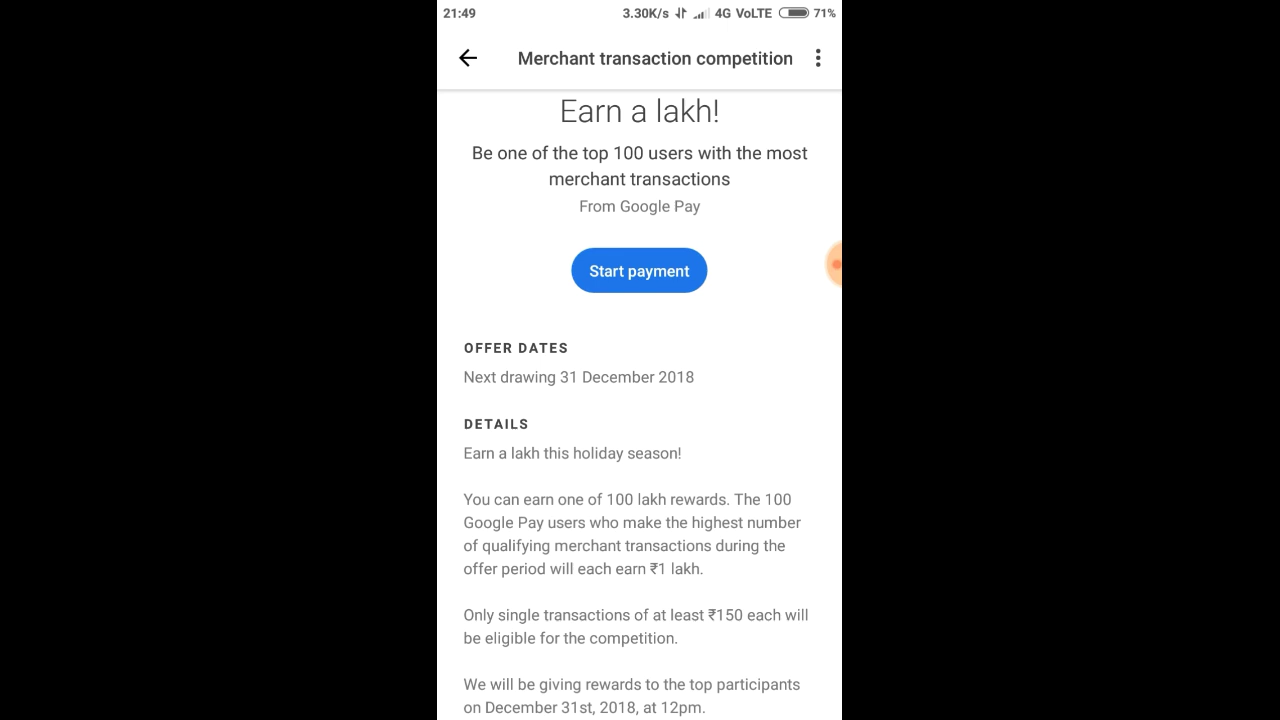 21:49 3.30K/s 4G VoLTE 71%
Merchant transaction competition
Earn a lakh!
Be one of the top 100 users with the most
merchant transactions
From Google Pay
Start payment
OFFER DATES
Next drawing 31 December 2018
DETAILS
Earn a lakh this holiday season!
You can earn one of 100 lakh rewards. The 100
Google Pay users who make the highest number
of qualifying merchant transactions during the
offer period will each earn ₹1 lakh.
Only single transactions of at least ₹150 each will
be eligible for the competition.
We will be giving rewards to the top participants
on December 31st, 2018, at 12pm.